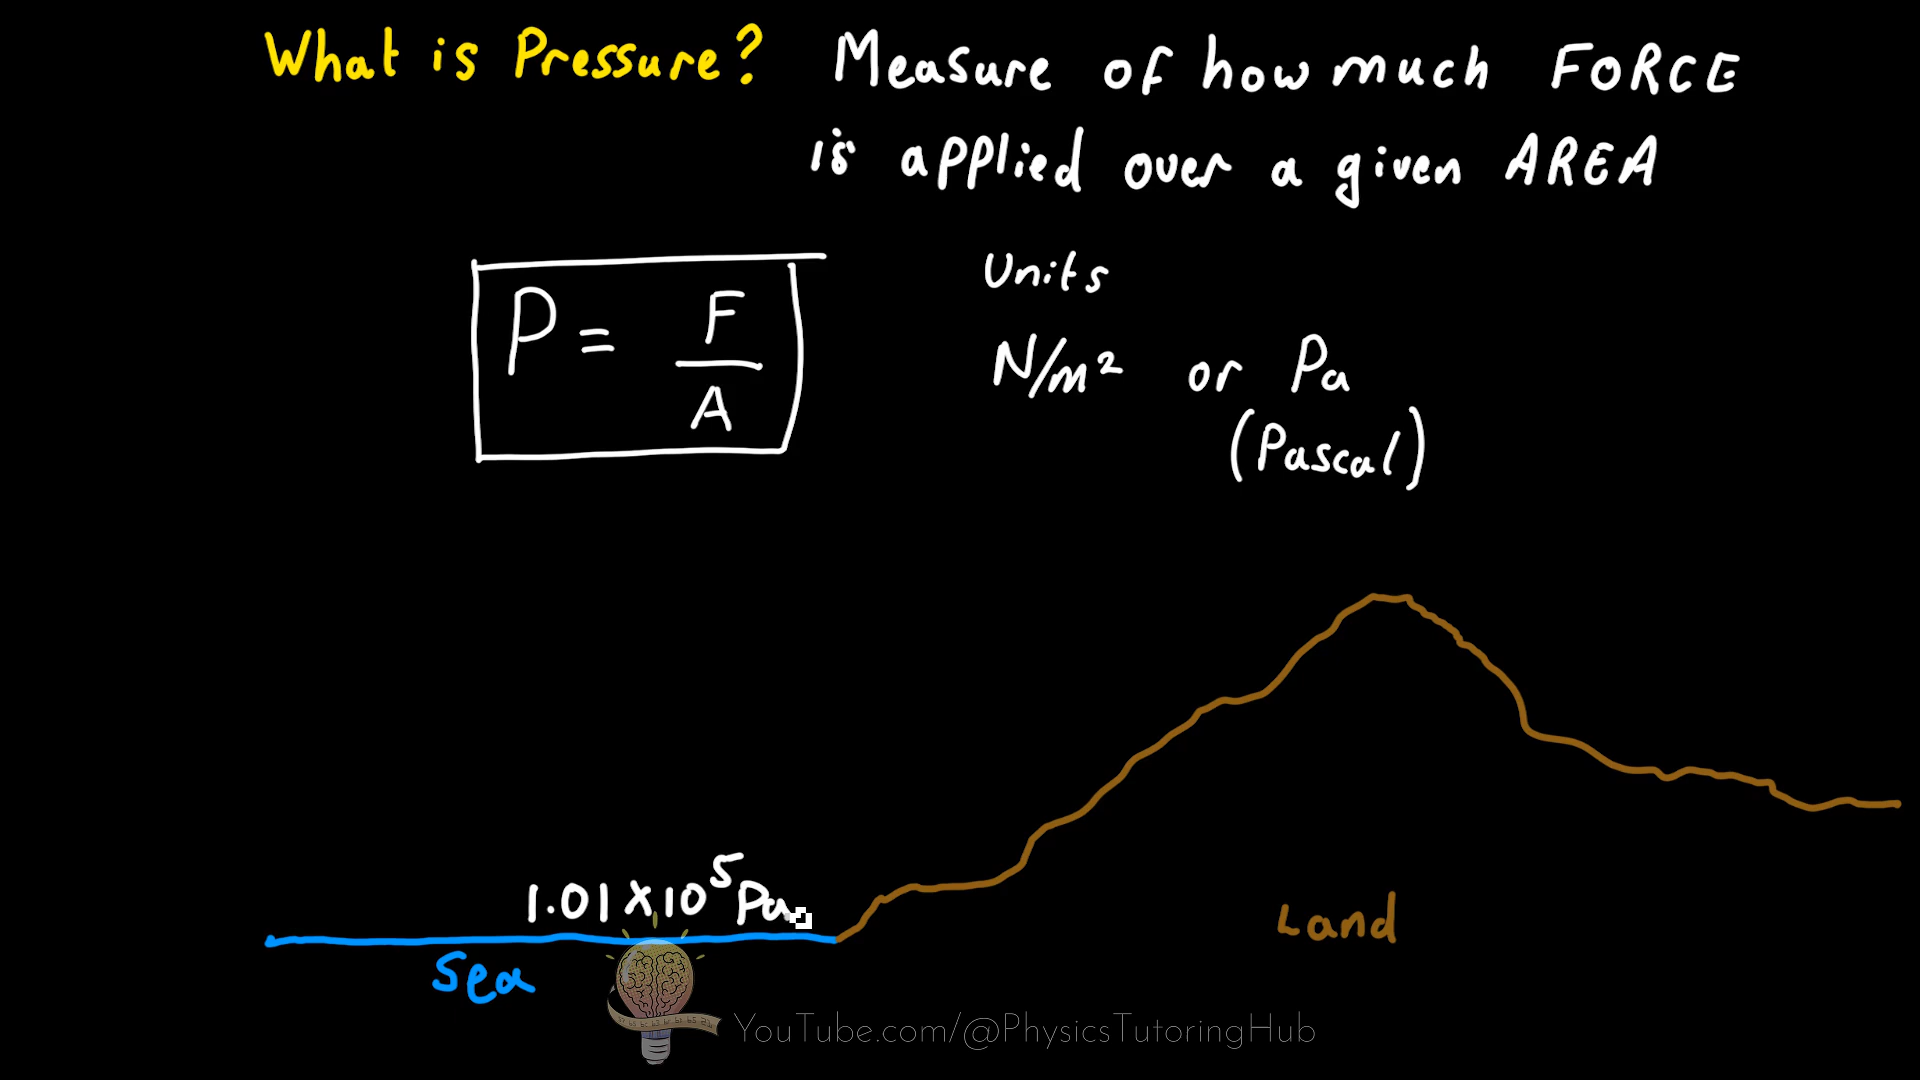 What is Pressure? Measure of how much FORCE
is applied over a given AREA
Units
P = F/A
N/m² or Pa
(Pascal)
1.01 × 10⁵ Pa
Land
Sea
YouTube.com/@PhysicsTutoringHub